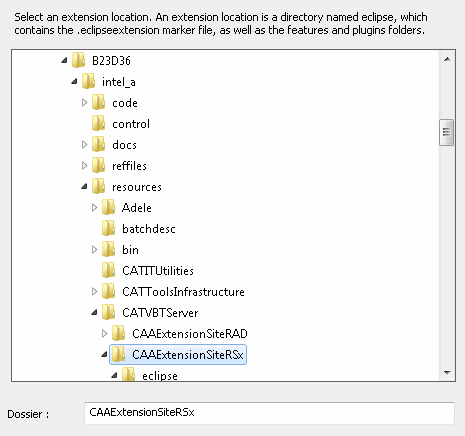 Select an extension location. An extension location is a directory named eclipse, which
contains the .eclipseextension marker file, as well as the features and plugins folders.
B23D36
intel_a
code
control
docs
reffiles
resources
Adele
batchdesc
bin
CATITUtilities
CATToolsInfrastructure
CATVBTServer
CAAExtensionSiteRAD
CAAExtensionSiteRSx
eclipse
Dossier : CAAExtensionSiteRSx